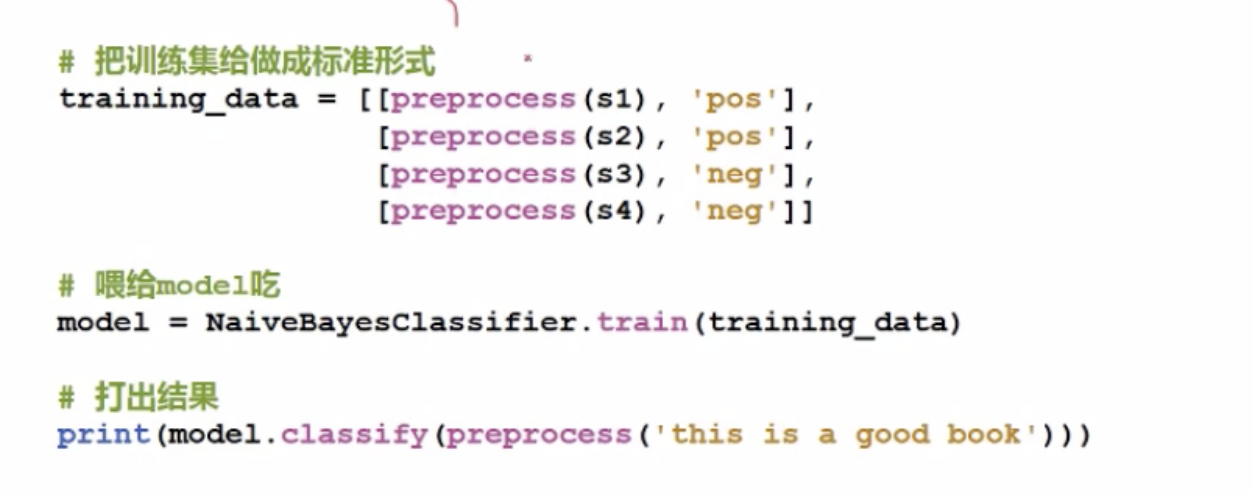 # 把训练集给做成标准形式
training_data = [[preprocess(s1), 'pos'],
[preprocess(s2), 'pos'],
[preprocess(s3), 'neg'],
[preprocess(s4), 'neg']]
# 喂给model吃
model = NaiveBayesClassifier.train(training_data)
# 打出结果
print(model.classify(preprocess('this is a good book')))